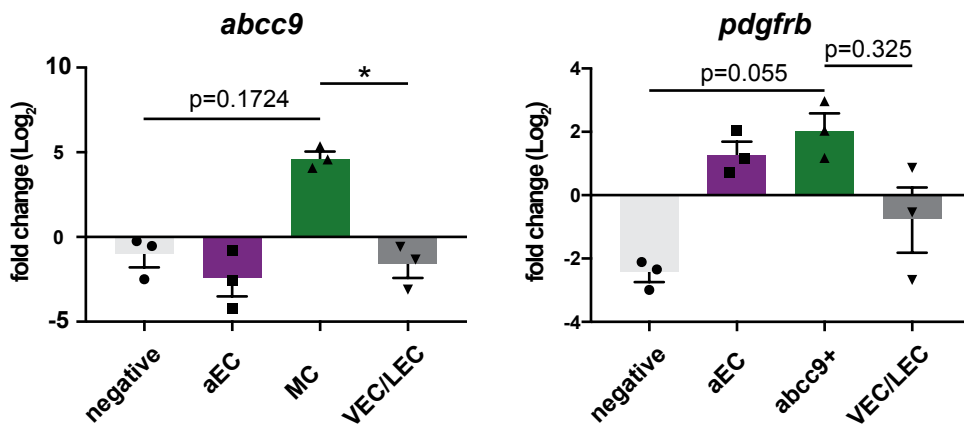 abcc9
fold change (Log₂)
10
5
0
-5
p=0.1724
*
negative
aEC
MC
VEC/LEC
pdgfrb
fold change (Log₂)
4
2
0
-2
-4
p=0.055
p=0.325
negative
aEC
abcc9+
VEC/LEC